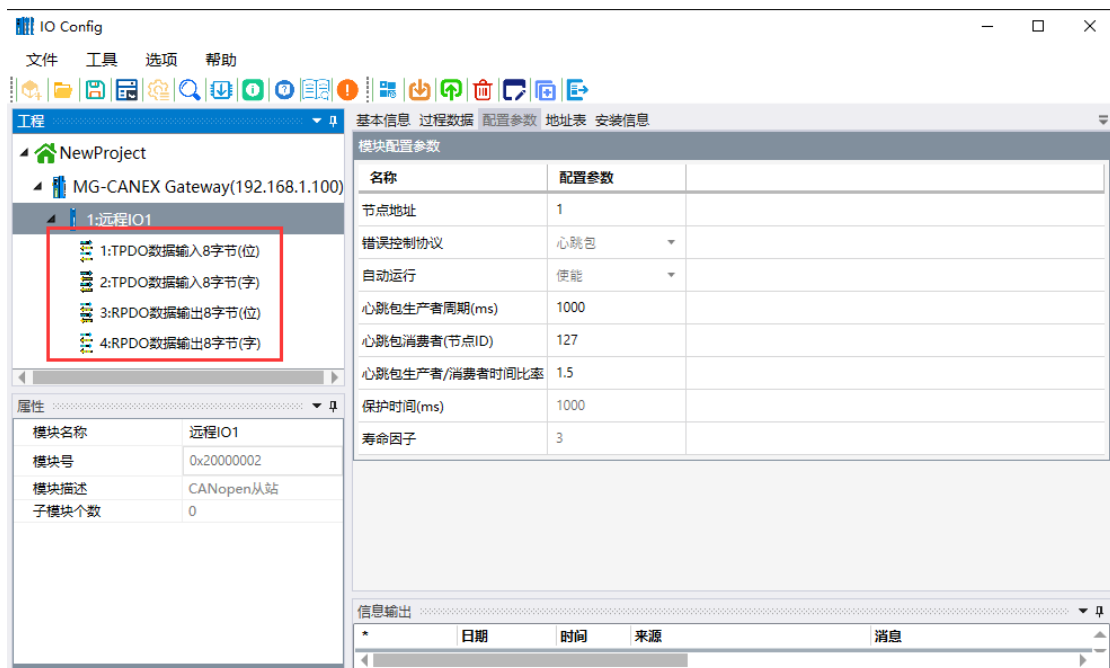 IO Config
文件 工具 选项 帮助
工程
NewProject
MG-CANEX Gateway(192.168.1.100)
1:远程IO1
1:TPDO数据输入8字节(位)
2:TPDO数据输入8字节(字)
3:RPDO数据输出8字节(位)
4:RPDO数据输出8字节(字)
属性
模块名称 远程IO1
模块号 0x20000002
模块描述 CANopen从站
子模块个数 0
基本信息 过程数据 配置参数 地址表 安装信息
模块配置参数
名称 配置参数
节点地址 1
错误控制协议 心跳包
自动运行 使能
心跳包生产者周期(ms) 1000
心跳包消费者(节点ID) 127
心跳包生产者/消费者时间比率 1.5
保护时间(ms) 1000
寿命因子 3
信息输出
* 日期 时间 来源 消息